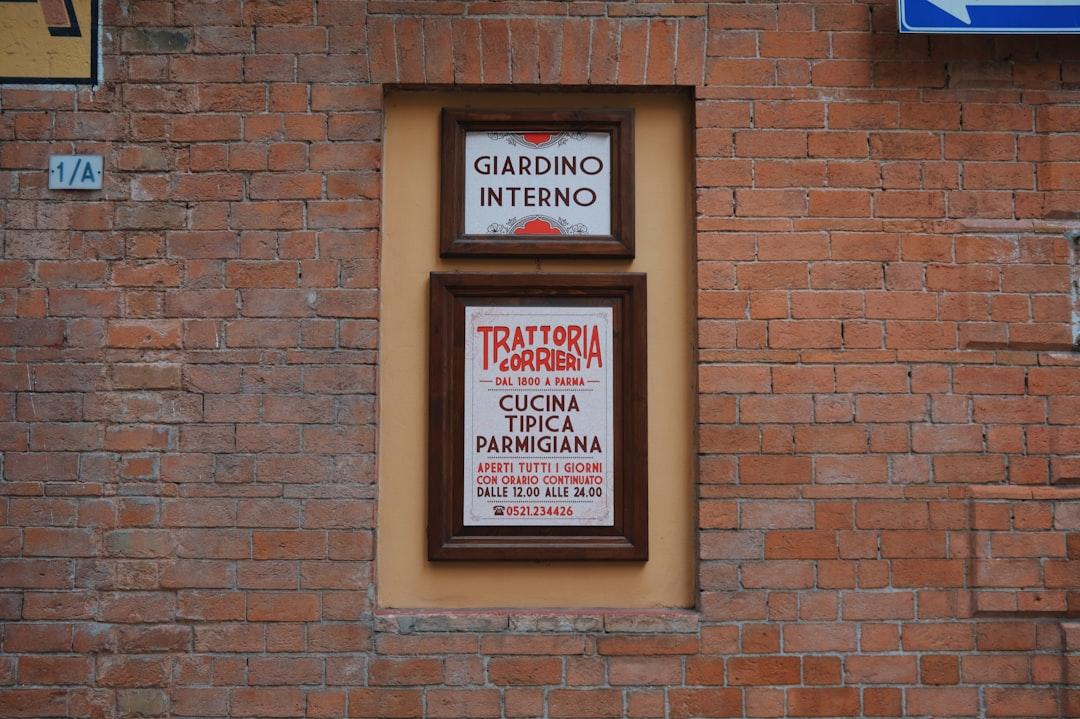 1/A
GIARDINO
INTERNO
TRATTORIA
CORRIERI
DAL 1800 A PARMA
CUCINA
TIPICA
PARMIGIANA
APERTI TUTTI I GIORNI
CON ORARIO CONTINUATO
DALLE 12.00 ALLE 24.00
☎0521.234426